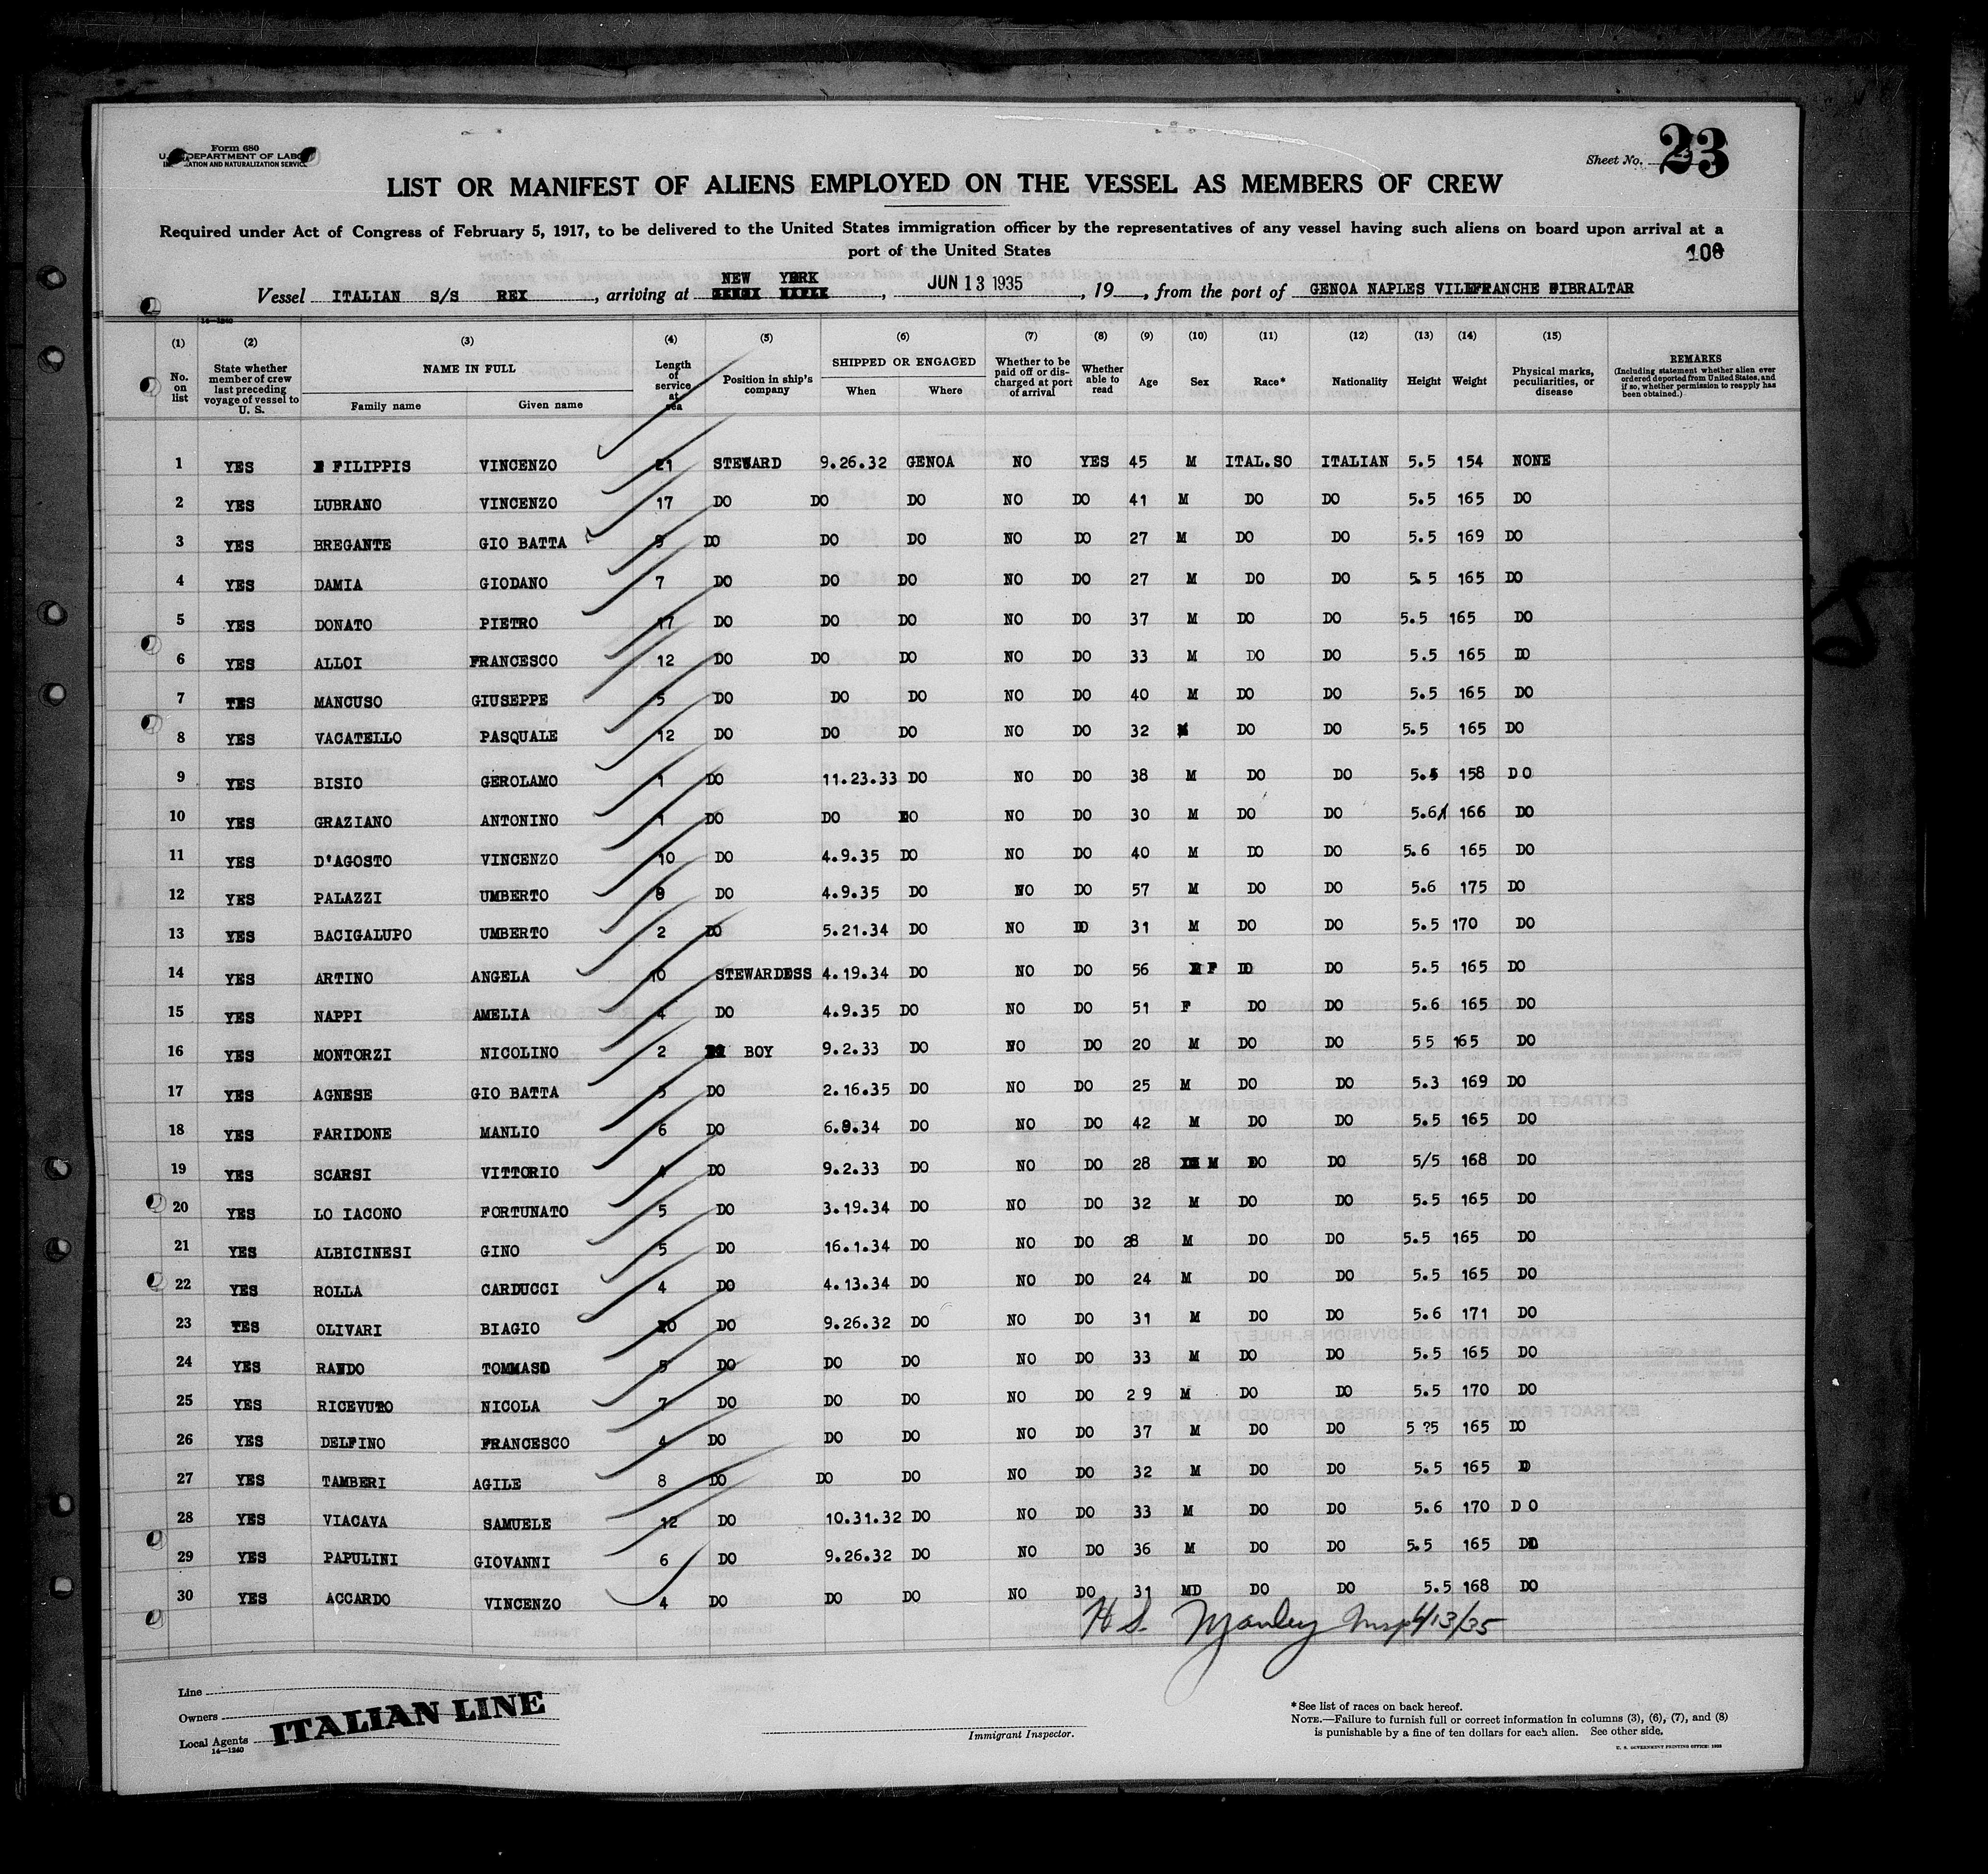 Form 680
U. S. DEPARTMENT OF LABOR
IMMIGRATION AND NATURALIZATION SERVICE
Sheet No. 23
LIST OR MANIFEST OF ALIENS EMPLOYED ON THE VESSEL AS MEMBERS OF CREW
Required under Act of Congress of February 5, 1917, to be delivered to the United States immigration officer by the representatives of any vessel having such aliens on board upon arrival at a
port of the United States
Vessel ITALIAN S/S REX, arriving at NEW YORK, JUN 13 1935, 19 , from the port of GENOA NAPLES VILEFRANCHE GIBRALTAR
14—1240
(1) (2) (3) (4) (5) (6) (7) (8) (9) (10) (11) (12) (13) (14) (15)
No. on list
State whether member of crew last preceding voyage of vessel to U. S.
NAME IN FULL
Family name Given name
Length of service at sea
Position in ship's company
SHIPPED OR ENGAGED
When Where
Whether to be paid off or discharged at port of arrival
Whether able to read
Age
Sex
Race*
Nationality
Height
Weight
Physical marks, peculiarities, or disease
REMARKS
(Including statement whether alien ever ordered deported from United States, and if so, whether permission to reapply has been obtained.)
1 YES FILIPPIS VINCENZO 21 STEWARD 9.26.32 GENOA NO YES 45 M ITAL.SO ITALIAN 5.5 154 NONE
2 YES LUBRANO VINCENZO 17 DO DO DO NO DO 41 M DO DO 5.5 165 DO
3 YES BREGANTE GIO BATTA 9 DO DO DO NO DO 27 M DO DO 5.5 169 DO
4 YES DAMIA GIODANO 7 DO DO DO NO DO 27 M DO DO 5.5 165 DO
5 YES DONATO PIETRO 17 DO DO DO NO DO 37 M DO DO 5.5 165 DO
6 YES ALLOI FRANCESCO 12 DO DO DO NO DO 33 M DO DO 5.5 165 DO
7 YES MANCUSO GIUSEPPE 5 DO DO DO NO DO 40 M DO DO 5.5 165 DO
8 YES VACATELLO PASQUALE 12 DO DO DO NO DO 32 M DO DO 5.5 165 DO
9 YES BISIO GEROLAMO 1 DO 11.23.33 DO NO DO 38 M DO DO 5.5 158 DO
10 YES GRAZIANO ANTONINO 1 DO DO DO NO DO 30 M DO DO 5.6 166 DO
11 YES D'AGOSTO VINCENZO 10 DO 4.9.35 DO NO DO 40 M DO DO 5.6 165 DO
12 YES PALAZZI UMBERTO 9 DO 4.9.35 DO NO DO 57 M DO DO 5.6 175 DO
13 YES BACIGALUPO UMBERTO 2 DO 5.21.34 DO NO DO 31 M DO DO 5.5 170 DO
14 YES ARTINO ANGELA 10 STEWARDESS 4.19.34 DO NO DO 56 F DO DO 5.5 165 DO
15 YES NAPPI AMELIA 4 DO 4.9.35 DO NO DO 51 F DO DO 5.6 165 DO
16 YES MONTORZI NICOLINO 2 BOY 9.2.33 DO NO DO 20 M DO DO 5 5 165 DO
17 YES AGNESE GIO BATTA 5 DO 2.16.35 DO NO DO 25 M DO DO 5.3 169 DO
18 YES FARIDONE MANLIO 6 DO 6.8.34 DO NO DO 42 M DO DO 5.5 165 DO
19 YES SCARSI VITTORIO 4 DO 9.2.33 DO NO DO 28 M DO DO 5/5 168 DO
20 YES LO IACONO FORTUNATO 5 DO 3.19.34 DO NO DO 32 M DO DO 5.5 165 DO
21 YES ALBICINESI GINO 5 DO 16.1.34 DO NO DO 28 M DO DO 5.5 165 DO
22 YES ROLLA CARDUCCI 4 DO 4.13.34 DO NO DO 24 M DO DO 5.5 165 DO
23 YES OLIVARI BIAGIO 10 DO 9.26.32 DO NO DO 31 M DO DO 5.6 171 DO
24 YES RANDO TOMMASO 5 DO DO DO NO DO 33 M DO DO 5.5 165 DO
25 YES RICEVUTO NICOLA 7 DO DO DO NO DO 29 M DO DO 5.5 170 DO
26 YES DELFINO FRANCESCO 4 DO DO DO NO DO 37 M DO DO 5 ?5 165 DO
27 YES TAMBERI AGILE 8 DO DO DO NO DO 32 M DO DO 5.5 165 DO
28 YES VIACAVA SAMUELE 12 DO 10.31.32 DO NO DO 33 M DO DO 5.6 170 DO
29 YES PAPULINI GIOVANNI 6 DO 9.26.32 DO NO DO 36 M DO DO 5.5 165 DO
30 YES ACCARDO VINCENZO 4 DO DO DO NO DO 31 MD DO DO 5.5 168 DO
H S. Manley Insp 6/13/35
Line
Owners
Local Agents
ITALIAN LINE
14—1240
Immigrant Inspector.
*See list of races on back hereof.
NOTE.—Failure to furnish full or correct information in columns (3), (6), (7), and (8)
is punishable by a fine of ten dollars for each alien. See other side.